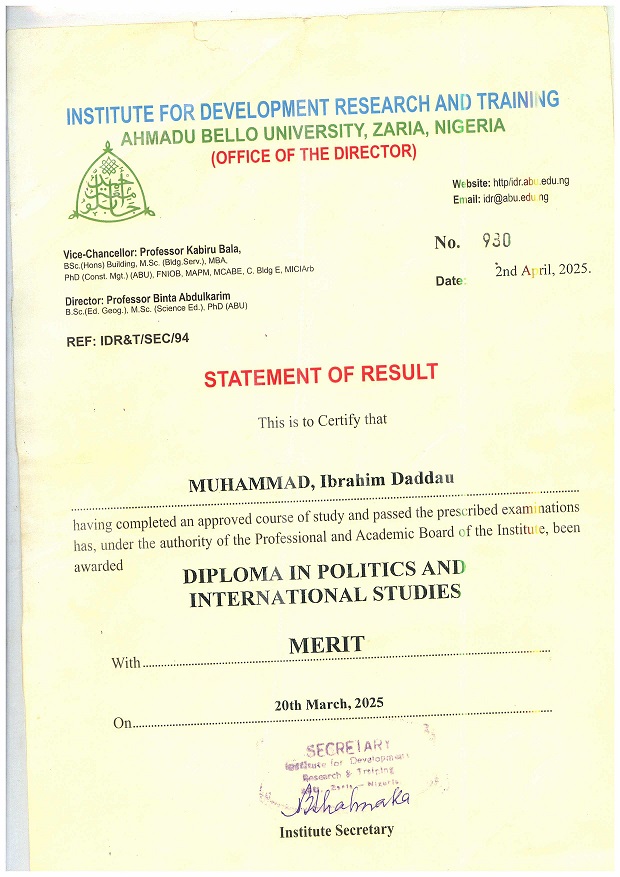 INSTITUTE FOR DEVELOPMENT RESEARCH AND TRAINING
AHMADU BELLO UNIVERSITY, ZARIA, NIGERIA
(OFFICE OF THE DIRECTOR)
Website: http/idr.abu.edu.ng
Email: idr@abu.edu.ng
Vice-Chancellor: Professor Kabiru Bala,
BSc.(Hons) Building, M.Sc. (Bldg.Serv.), MBA,
PhD (Const. Mgt.) (ABU), FNIOB, MAPM, MCABE, C. Bldg E, MICIArb
No. 930
Date: 2nd April, 2025.
Director: Professor Binta Abdulkarim
B.Sc.(Ed. Geog.), M.Sc. (Science Ed.), PhD (ABU)
REF: IDR&T/SEC/94
STATEMENT OF RESULT
This is to Certify that
MUHAMMAD, Ibrahim Daddau
having completed an approved course of study and passed the prescribed examinations
has, under the authority of the Professional and Academic Board of the Institute, been
awarded
DIPLOMA IN POLITICS AND
INTERNATIONAL STUDIES
With MERIT
On 20th March, 2025
SECRETARY
Institute for Development
Research & Training
Zaria - Nigeria
Institute Secretary